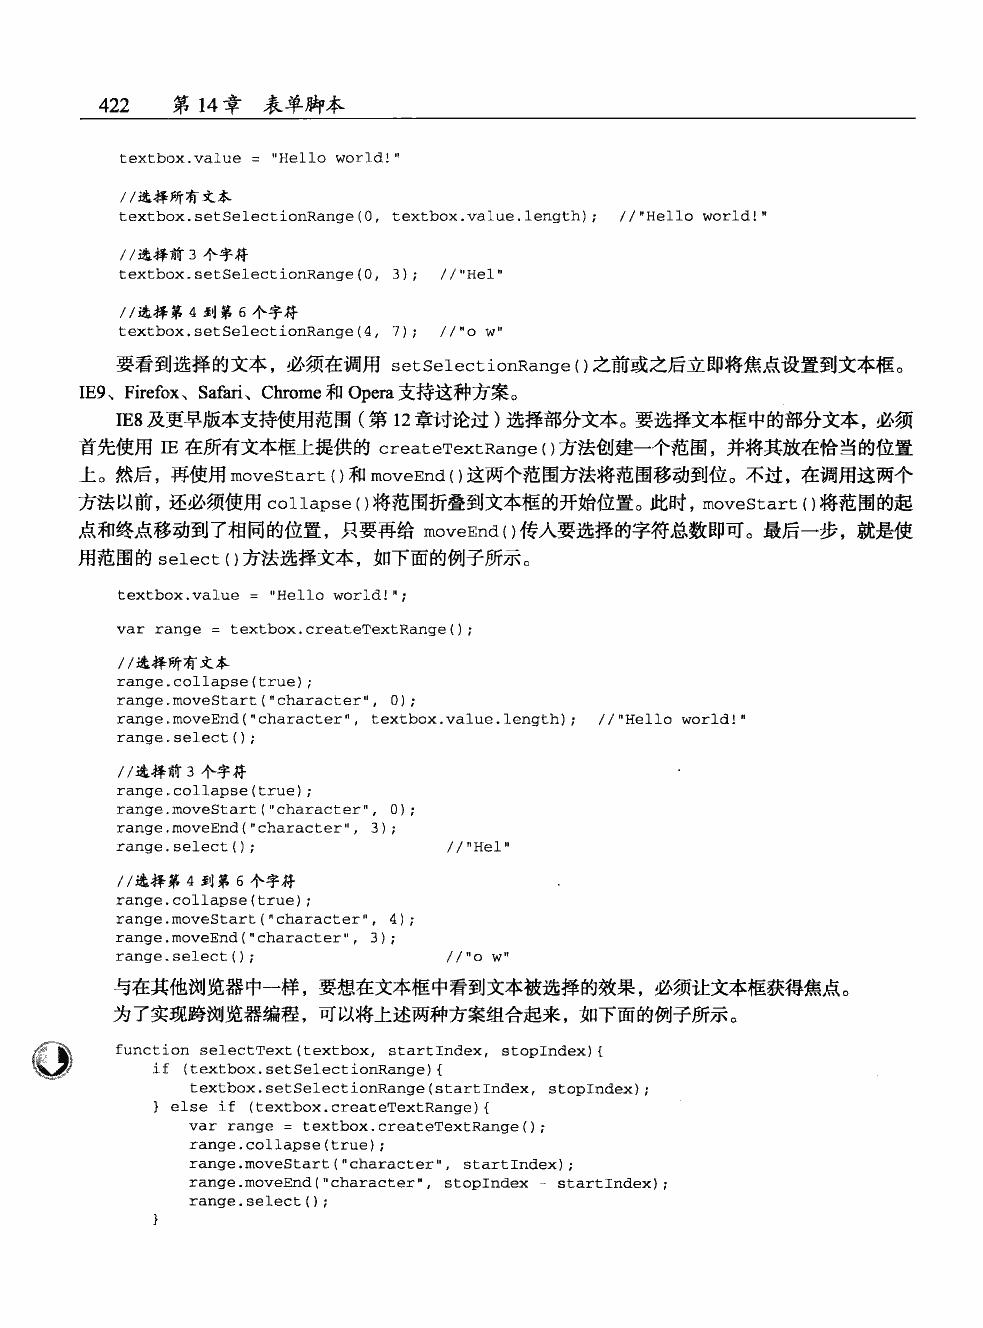 422 第 14 章 表单脚本
textbox.value = "Hello world!"
//选择所有文本
textbox.setSelectionRange(0, textbox.value.length); //"Hello world!"
//选择前 3 个字符
textbox.setSelectionRange(0, 3); //"Hel"
//选择第 4 到第 6 个字符
textbox.setSelectionRange(4, 7); //"o w"
要看到选择的文本，必须在调用 setSelectionRange()之前或之后立即将焦点设置到文本框。
IE9、Firefox、Safari、Chrome 和 Opera 支持这种方案。
IE8 及更早版本支持使用范围（第 12 章讨论过）选择部分文本。要选择文本框中的部分文本，必须
首先使用 IE 在所有文本框上提供的 createTextRange()方法创建一个范围，并将其放在恰当的位置
上。然后，再使用 moveStart()和 moveEnd()这两个范围方法将范围移动到位。不过，在调用这两个
方法以前，还必须使用 collapse()将范围折叠到文本框的开始位置。此时，moveStart()将范围的起
点和终点移动到了相同的位置，只要再给 moveEnd()传入要选择的字符总数即可。最后一步，就是使
用范围的 select()方法选择文本，如下面的例子所示。
textbox.value = "Hello world!";
var range = textbox.createTextRange();
//选择所有文本
range.collapse(true);
range.moveStart("character", 0);
range.moveEnd("character", textbox.value.length); //"Hello world!"
range.select();
//选择前 3 个字符
range.collapse(true);
range.moveStart("character", 0);
range.moveEnd("character", 3);
range.select(); //"Hel"
//选择第 4 到第 6 个字符
range.collapse(true);
range.moveStart("character", 4);
range.moveEnd("character", 3);
range.select(); //"o w"
与在其他浏览器中一样，要想在文本框中看到文本被选择的效果，必须让文本框获得焦点。
为了实现跨浏览器编程，可以将上述两种方案组合起来，如下面的例子所示。
function selectText(textbox, startIndex, stopIndex){
if (textbox.setSelectionRange){
textbox.setSelectionRange(startIndex, stopIndex);
} else if (textbox.createTextRange){
var range = textbox.createTextRange();
range.collapse(true);
range.moveStart("character", startIndex);
range.moveEnd("character", stopIndex - startIndex);
range.select();
}